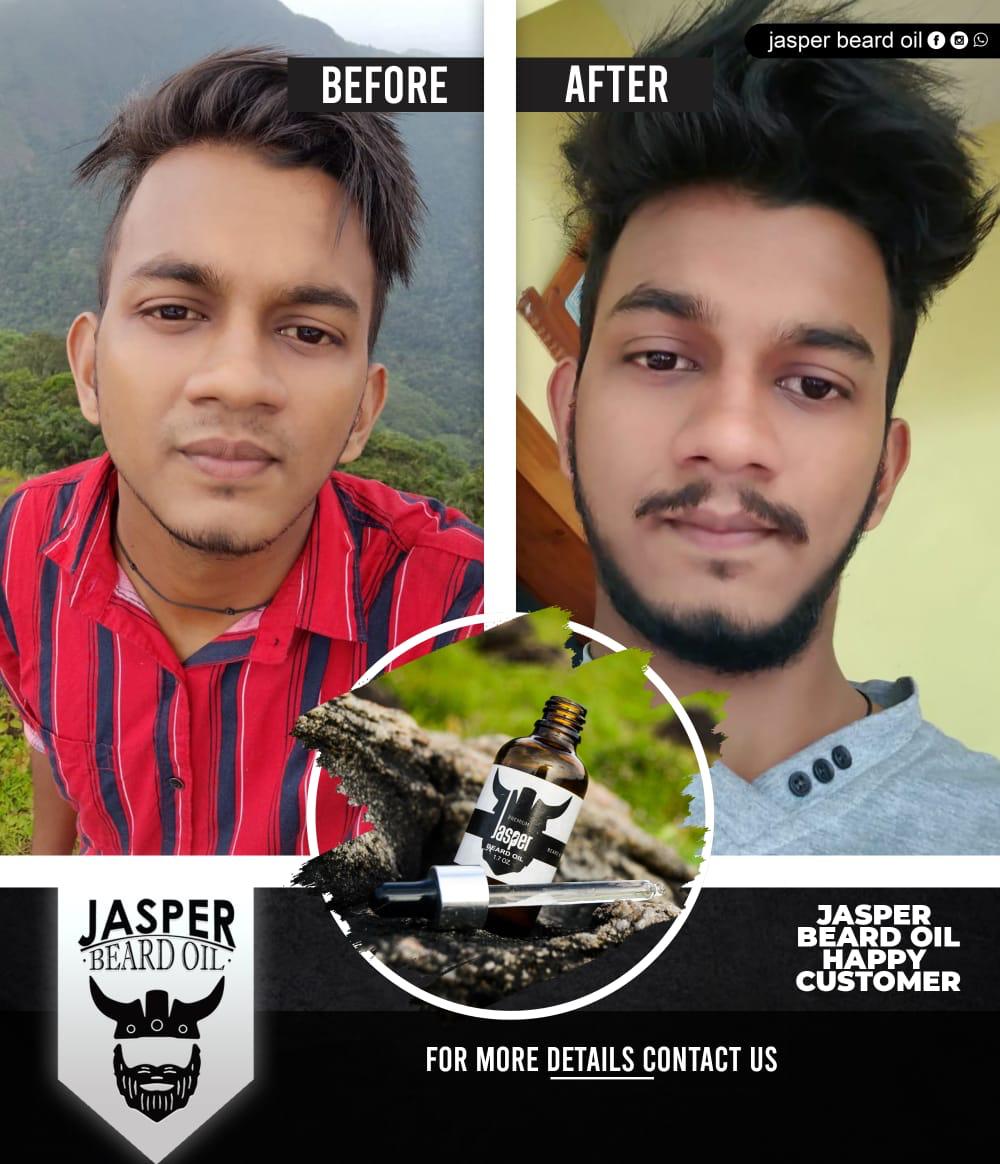 jasper beard oil
BEFORE
AFTER
PREMIUM
Jasper
BEARD OIL
1.7 OZ.
JASPER
BEARD OIL
JASPER
BEARD OIL
HAPPY
CUSTOMER
FOR MORE DETAILS CONTACT US